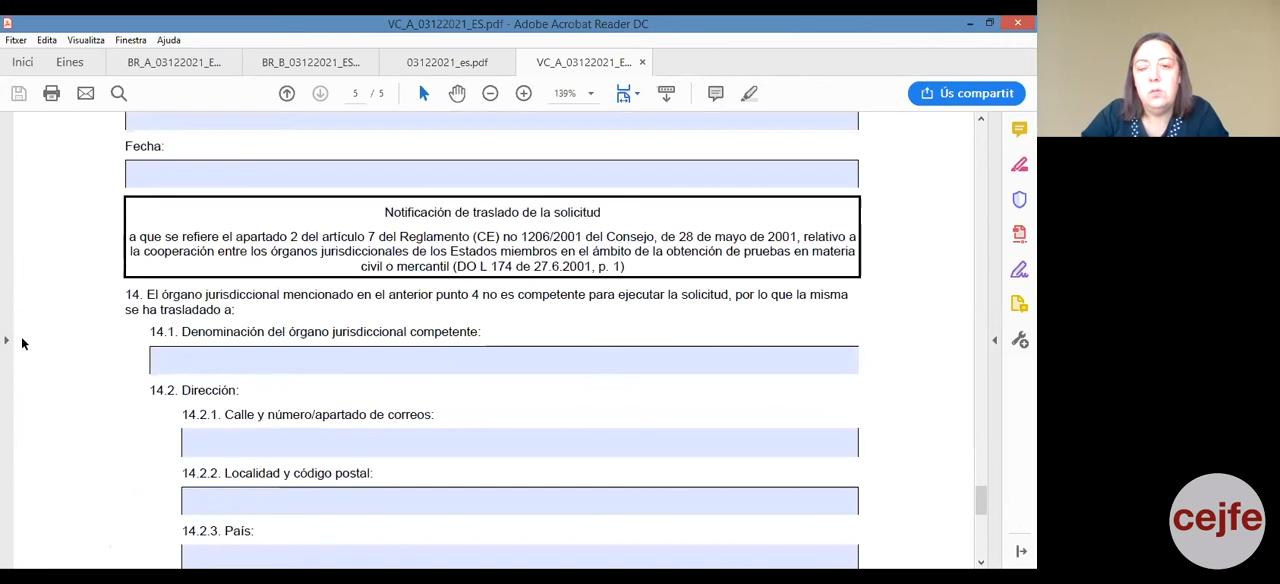 VC_A_03122021_ES.pdf - Adobe Acrobat Reader DC
Fitxer Edita Visualitza Finestra Ajuda
Inici Eines BR_A_03122021_E... BR_B_03122021_ES... 03122021_es.pdf VC_A_03122021_E... ×
5 / 5 139% Ús compartit
Fecha:
Notificación de traslado de la solicitud
a que se refiere el apartado 2 del artículo 7 del Reglamento (CE) no 1206/2001 del Consejo, de 28 de mayo de 2001, relativo a
la cooperación entre los órganos jurisdiccionales de los Estados miembros en el ámbito de la obtención de pruebas en materia
civil o mercantil (DO L 174 de 27.6.2001, p. 1)
14. El órgano jurisdiccional mencionado en el anterior punto 4 no es competente para ejecutar la solicitud, por lo que la misma
se ha trasladado a:
14.1. Denominación del órgano jurisdiccional competente:
14.2. Dirección:
14.2.1. Calle y número/apartado de correos:
14.2.2. Localidad y código postal:
14.2.3. País:
cejfe